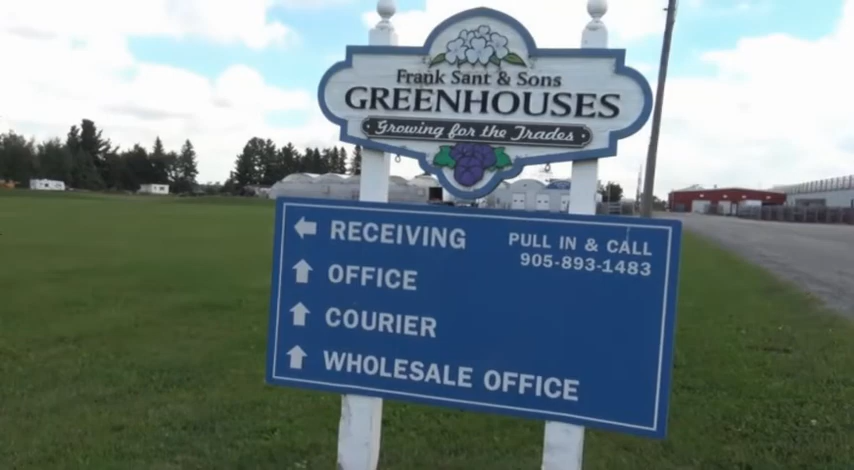 Frank Sant & Sons
GREENHOUSES
Growing for the Trades
RECEIVING
PULL IN & CALL
905-893-1483
OFFICE
COURIER
WHOLESALE OFFICE